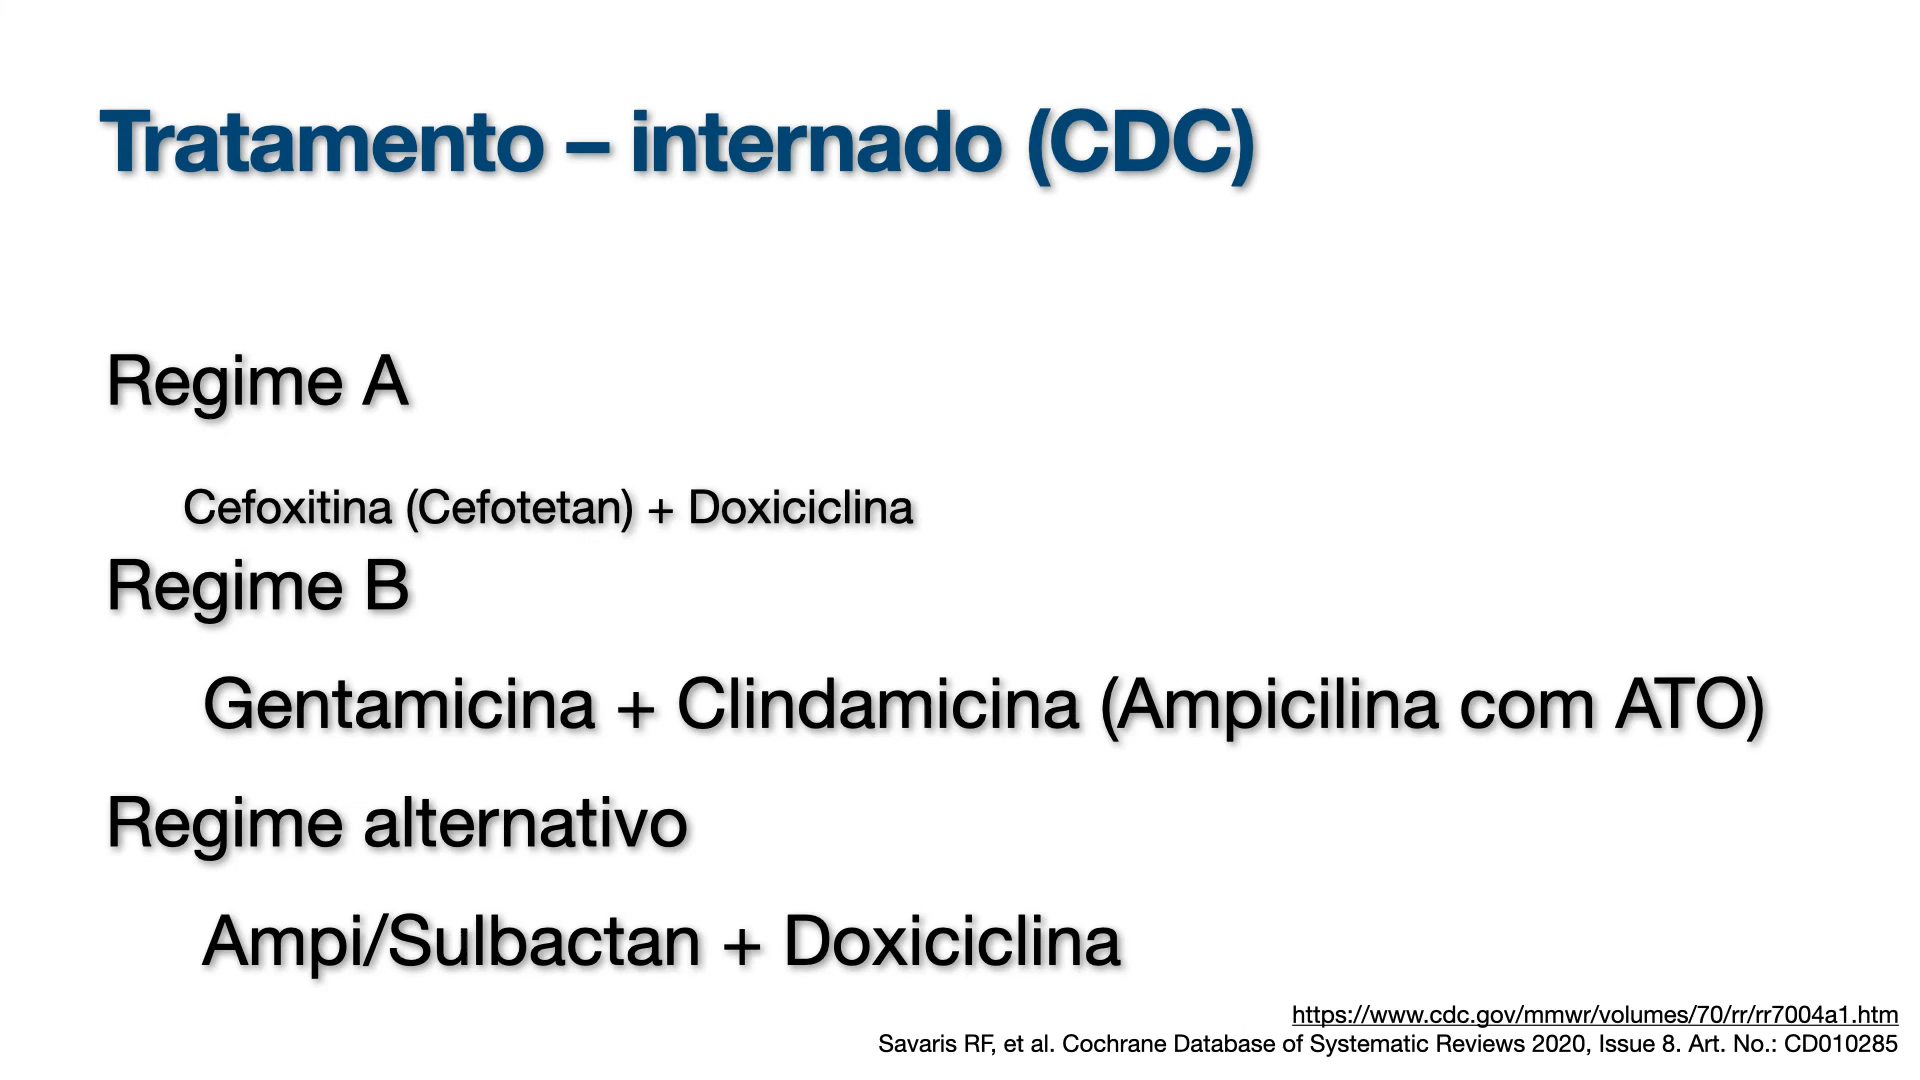 Tratamento – internado (CDC)
Regime A
Cefoxitina (Cefotetan) + Doxiciclina
Regime B
Gentamicina + Clindamicina (Ampicilina com ATO)
Regime alternativo
Ampi/Sulbactan + Doxiciclina
https://www.cdc.gov/mmwr/volumes/70/rr/rr7004a1.htm
Savaris RF, et al. Cochrane Database of Systematic Reviews 2020, Issue 8. Art. No.: CD010285